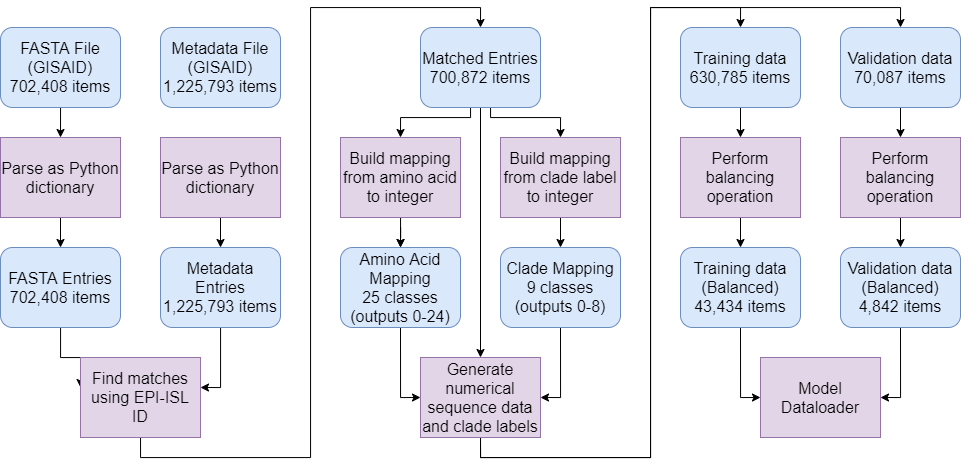 FASTA File
(GISAID)
702,408 items
Metadata File
(GISAID)
1,225,793 items
Parse as Python
dictionary
Parse as Python
dictionary
FASTA Entries
702,408 items
Metadata
Entries
1,225,793 items
Find matches
using EPI-ISL
ID
Matched Entries
700,872 items
Build mapping
from amino acid
to integer
Build mapping
from clade label
to integer
Amino Acid
Mapping
25 classes
(outputs 0-24)
Clade Mapping
9 classes
(outputs 0-8)
Generate
numerical
sequence data
and clade labels
Training data
630,785 items
Validation data
70,087 items
Perform
balancing
operation
Perform
balancing
operation
Training data
(Balanced)
43,434 items
Validation data
(Balanced)
4,842 items
Model
Dataloader